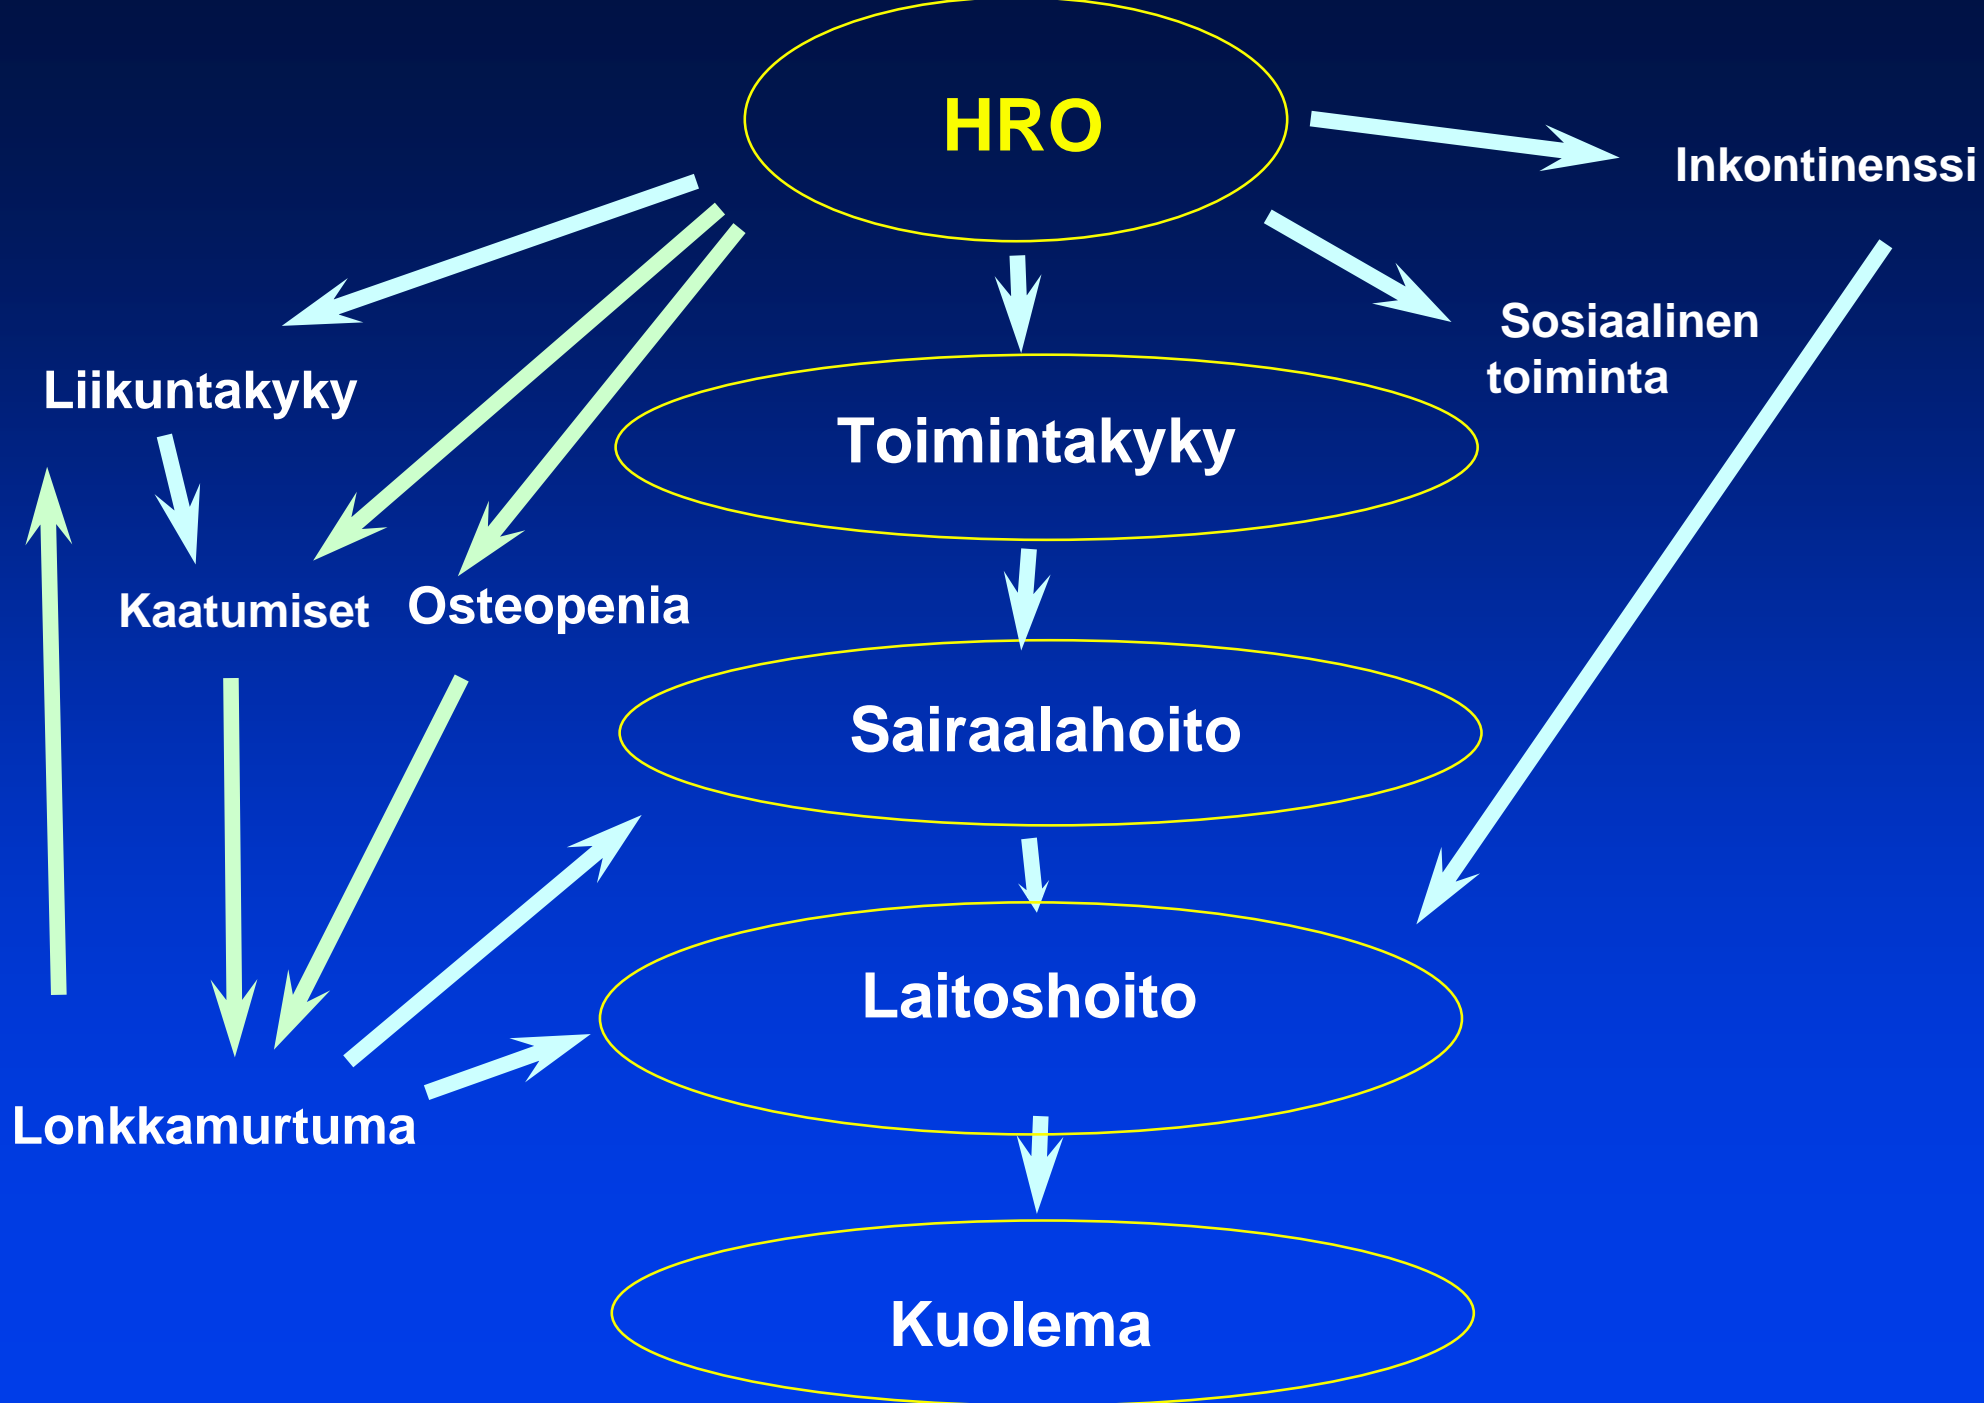 HRO
Inkontinenssi
Sosiaalinen
toiminta
Liikuntakyky
Toimintakyky
Kaatumiset
Osteopenia
Sairaalahoito
Laitoshoito
Lonkkamurtuma
Kuolema